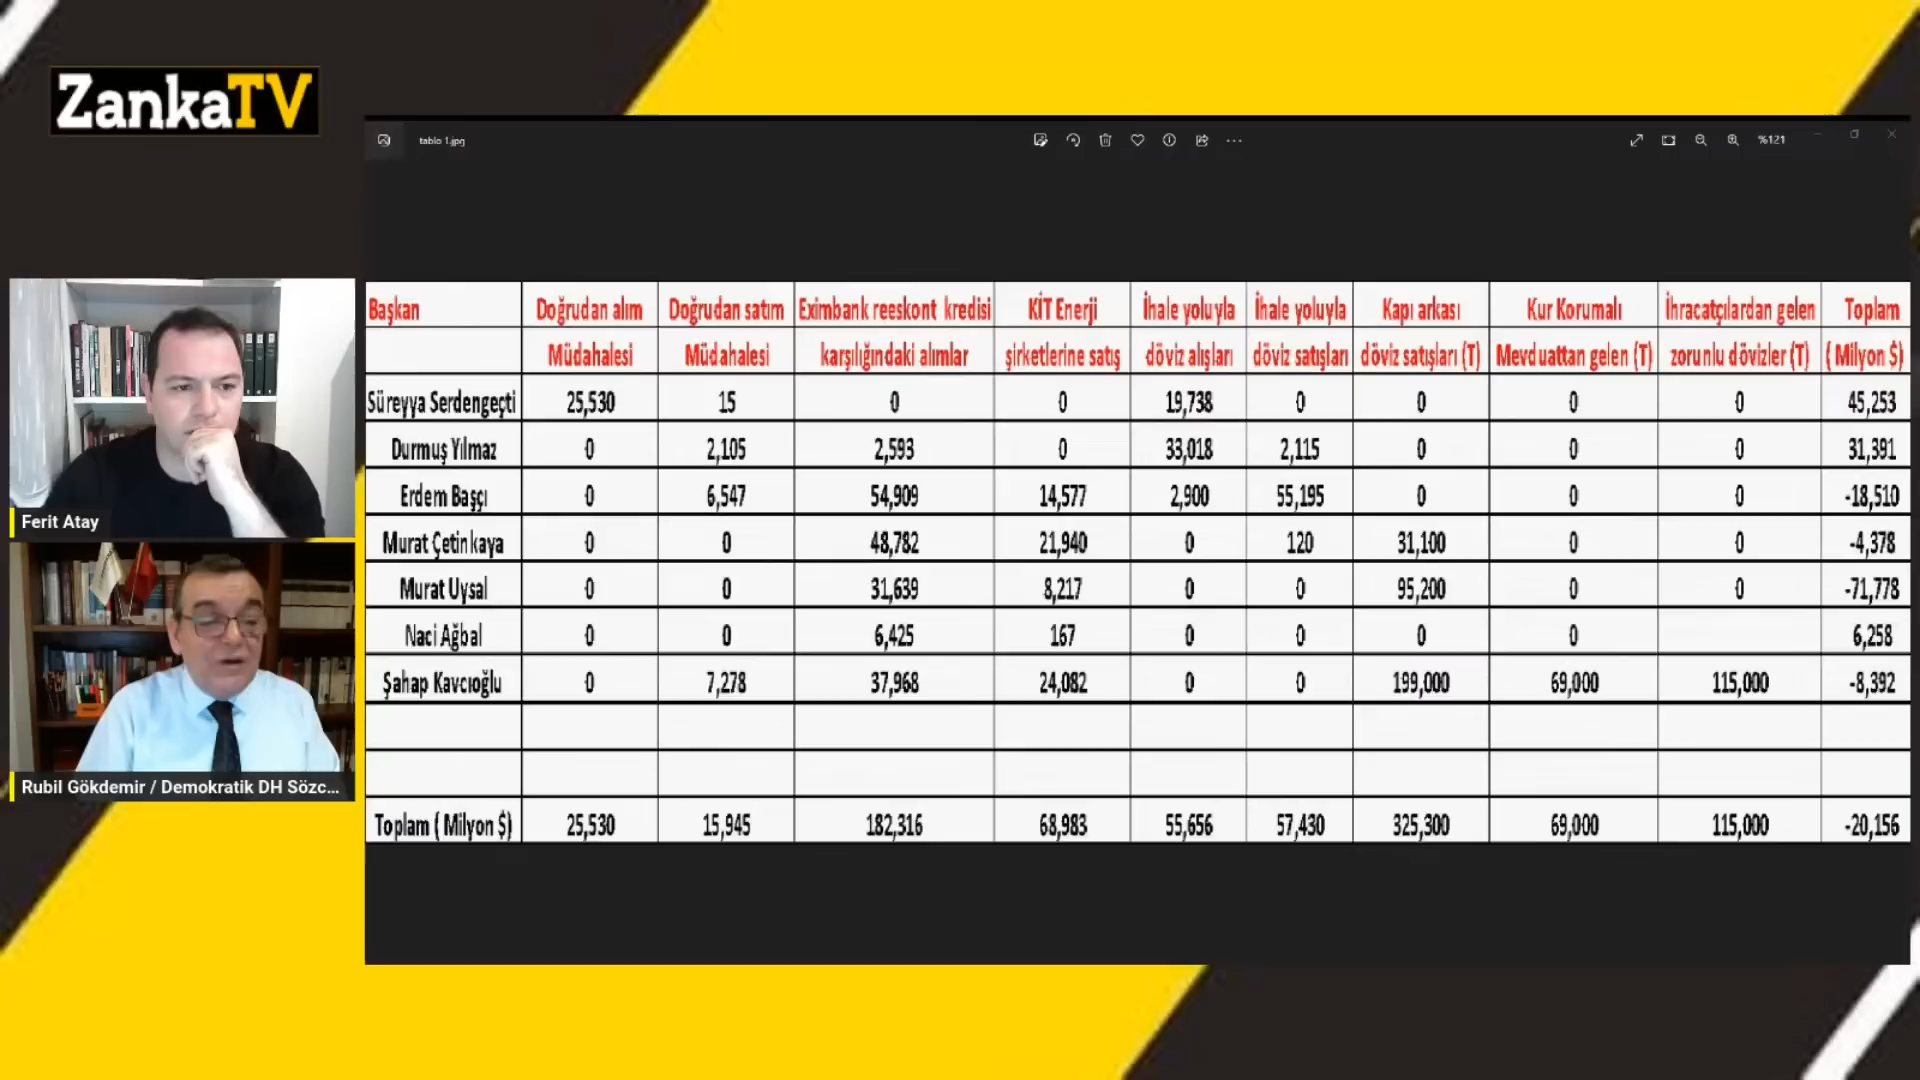 ZankaTV
tablo 1.jpg
%121
Başkan Doğrudan alım Doğrudan satım Eximbank reeskont kredisi KİT Enerji İhale yoluyla İhale yoluyla Kapı arkası Kur Korumalı İhracatçılardan gelen Toplam
Müdahalesi Müdahalesi karşılığındaki alımlar şirketlerine satış döviz alışları döviz satışları döviz satışları (T) Mevduattan gelen (T) zorunlu dövizler (T) ( Milyon $)
Süreyya Serdengeçti 25,530 15 0 0 19,738 0 0 0 0 45,253
Durmuş Yılmaz 0 2,105 2,593 0 33,018 2,115 0 0 0 31,391
Erdem Başçı 0 6,547 54,909 14,577 2,900 55,195 0 0 0 -18,510
Murat Çetinkaya 0 0 48,782 21,940 0 120 31,100 0 0 -4,378
Murat Uysal 0 0 31,639 8,217 0 0 95,200 0 0 -71,778
Naci Ağbal 0 0 6,425 167 0 0 0 0 6,258
Şahap Kavcıoğlu 0 7,278 37,968 24,082 0 0 199,000 69,000 115,000 -8,392
Toplam ( Milyon $) 25,530 15,945 182,316 68,983 55,656 57,430 325,300 69,000 115,000 -20,156
Ferit Atay
Rubil Gökdemir / Demokratik DH Sözc...